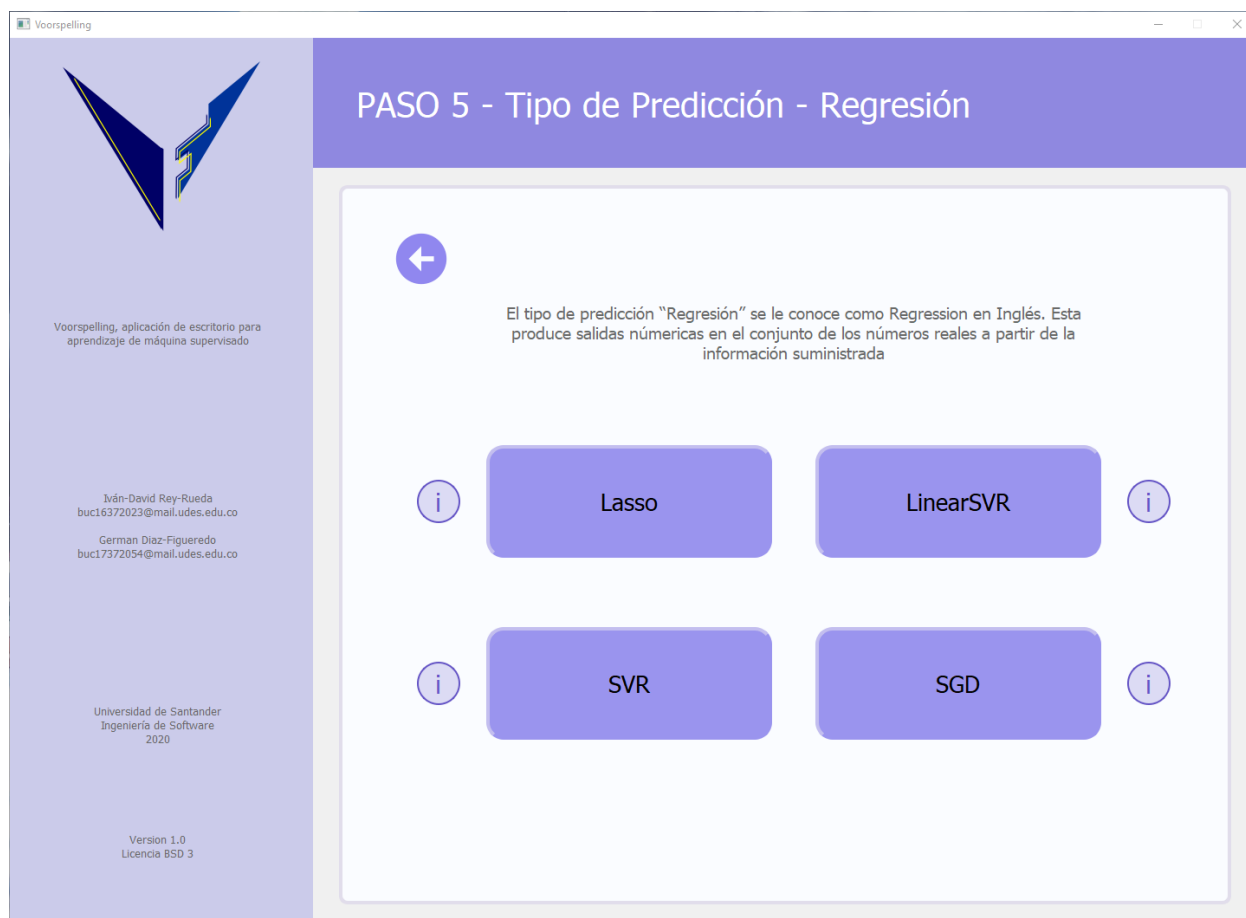 Voorspelling
PASO 5 - Tipo de Predicción - Regresión
Voorspelling, aplicación de escritorio para
aprendizaje de máquina supervisado
Iván-David Rey-Rueda
buc16372023@mail.udes.edu.co
German Diaz-Figueredo
buc17372054@mail.udes.edu.co
Universidad de Santander
Ingeniería de Software
2020
Version 1.0
Licencia BSD 3
El tipo de predicción “Regresión” se le conoce como Regression en Inglés. Esta
produce salidas númericas en el conjunto de los números reales a partir de la
información suministrada
i
Lasso
LinearSVR
i
i
SVR
SGD
i